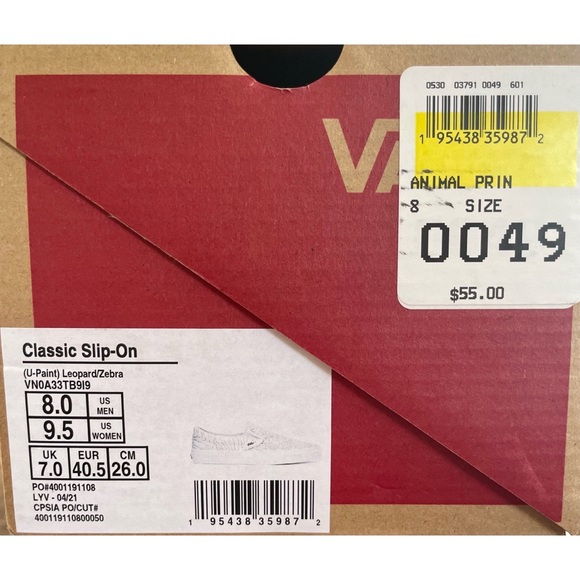 0530 03791 0049 601
1 95438 35987 2
VA
ANIMAL PRIN
8 SIZE
0049
$55.00
Classic Slip-On
(U-Paint) Leopard/Zebra
VN0A33TB9I9
8.0 US MEN
9.5 US WOMEN
UK EUR CM
7.0 40.5 26.0
PO#4001191108
LYV - 04/21
CPSIA PO/CUT#
400119110800050
1 95438 35987 2